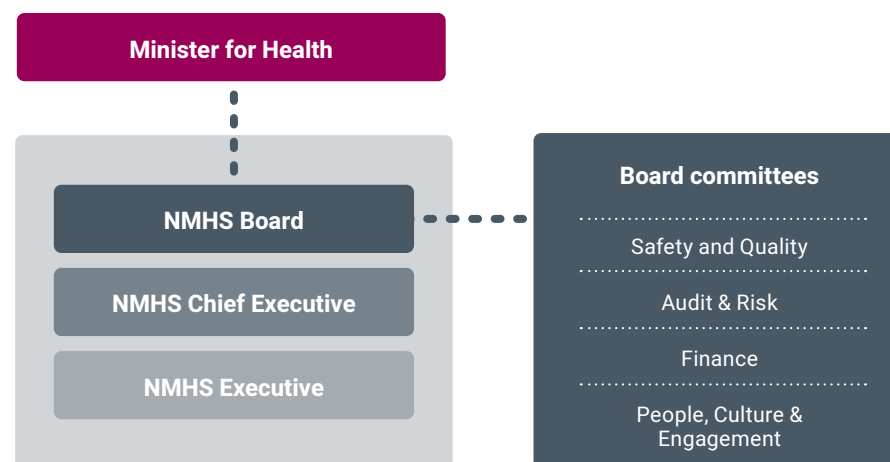 Minister for Health
NMHS Board
NMHS Chief Executive
NMHS Executive
Board committees
Safety and Quality
Audit & Risk
Finance
People, Culture &
Engagement